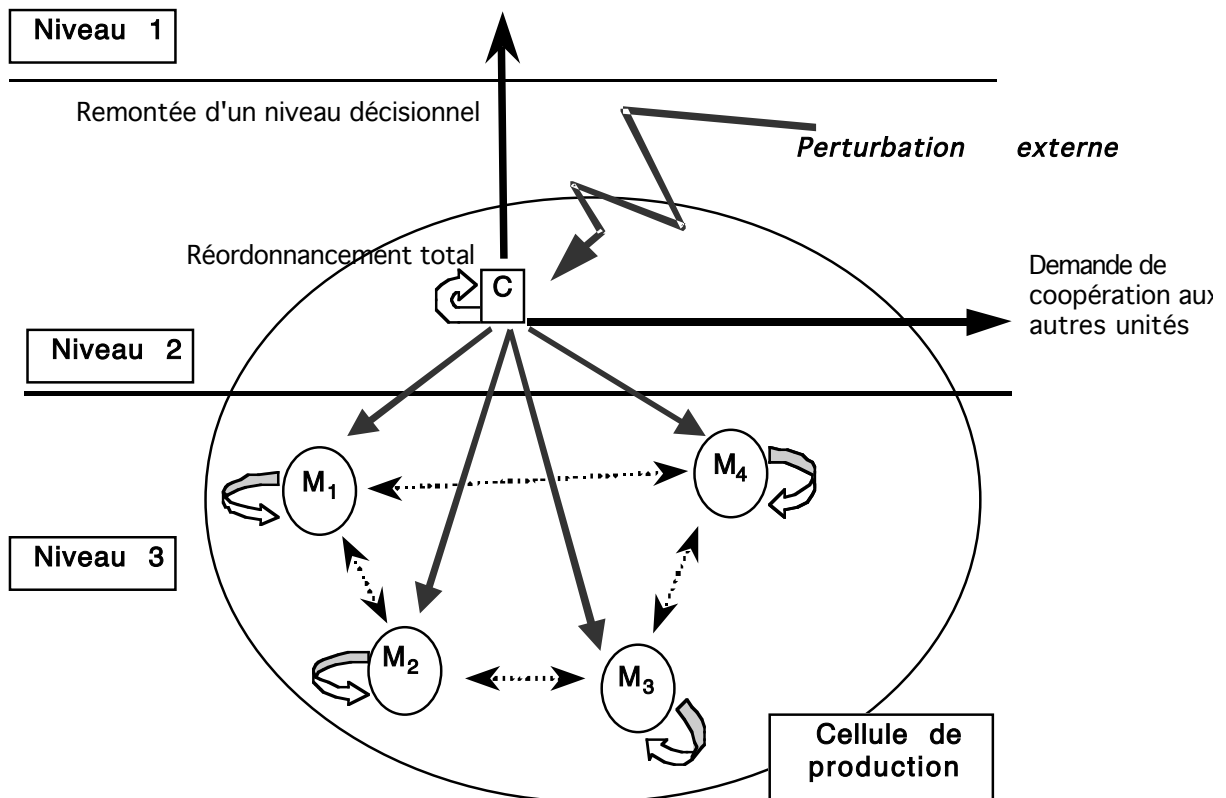 Niveau 1
Remontée d'un niveau décisionnel
Perturbation externe
Réordonnancement total
C
Demande de
coopération aux
autres unités
Niveau 2
M₁
M₄
Niveau 3
M₂
M₃
Cellule de
production